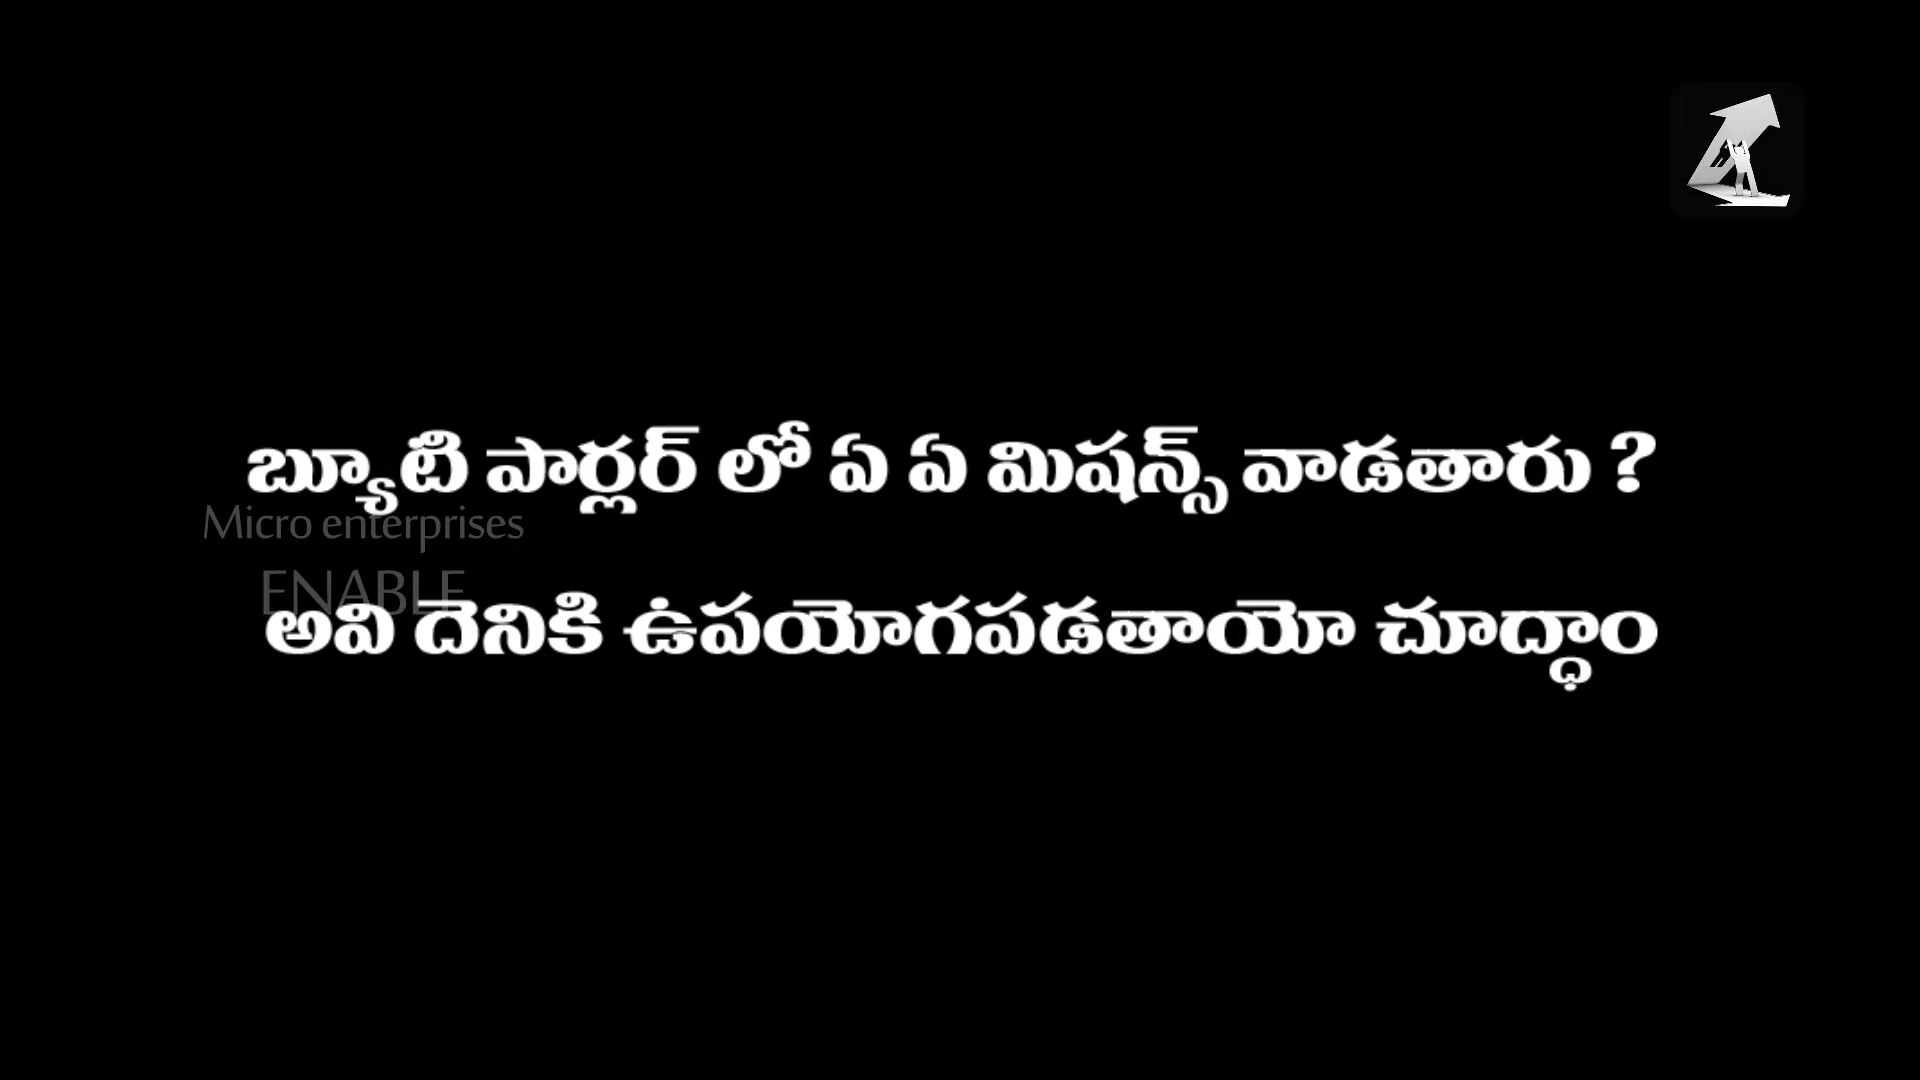 బ్యూటి పార్లర్ లో ఏ ఏ మిషన్స్ వాడతారు ?
Micro enterprises
ENABLE
అవి దెనికి ఉపయోగపడతాయో చూద్ధాం